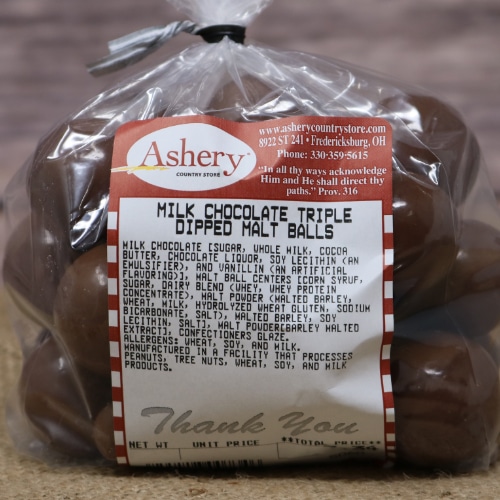 Ashery
COUNTRY STORE
www.asherycountrystore.com
8922 ST 241 • Fredericksburg, OH
Phone: 330-359-5615
"In all thy ways acknowledge
Him and He shall direct thy
paths." Prov. 316
MILK CHOCOLATE TRIPLE
DIPPED MALT BALLS
MILK CHOCOLATE [SUGAR, WHOLE MILK, COCOA
BUTTER, CHOCOLATE LIQUOR, SOY LECITHIN (AN
EMULSIFIER), AND VANILLIN (AN ARTIFICIAL
FLAVORING)], MALT BALL CENTERS [CORN SYRUP,
SUGAR, DAIRY BLEND (WHEY, WHEY PROTEIN
CONCENTRATE), MALT POWDER (MALTED BARLEY,
WHEAT, MILK, HYDROLYZED WHEAT GLUTEN, SODIUM
BICARBONATE, SALT), MALTED BARLEY, SOY
LECITHIN, SALT], MALT POWDER[BARLEY MALTED
EXTRACT], CONFECTIONERS GLAZE.
ALLERGENS: WHEAT, SOY, AND MILK.
MANUFACTURED IN A FACILITY THAT PROCESSES
PEANUTS, TREE NUTS, WHEAT, SOY, AND MILK
PRODUCTS.
Thank You
NET WT UNIT PRICE **TOTAL PRICE**